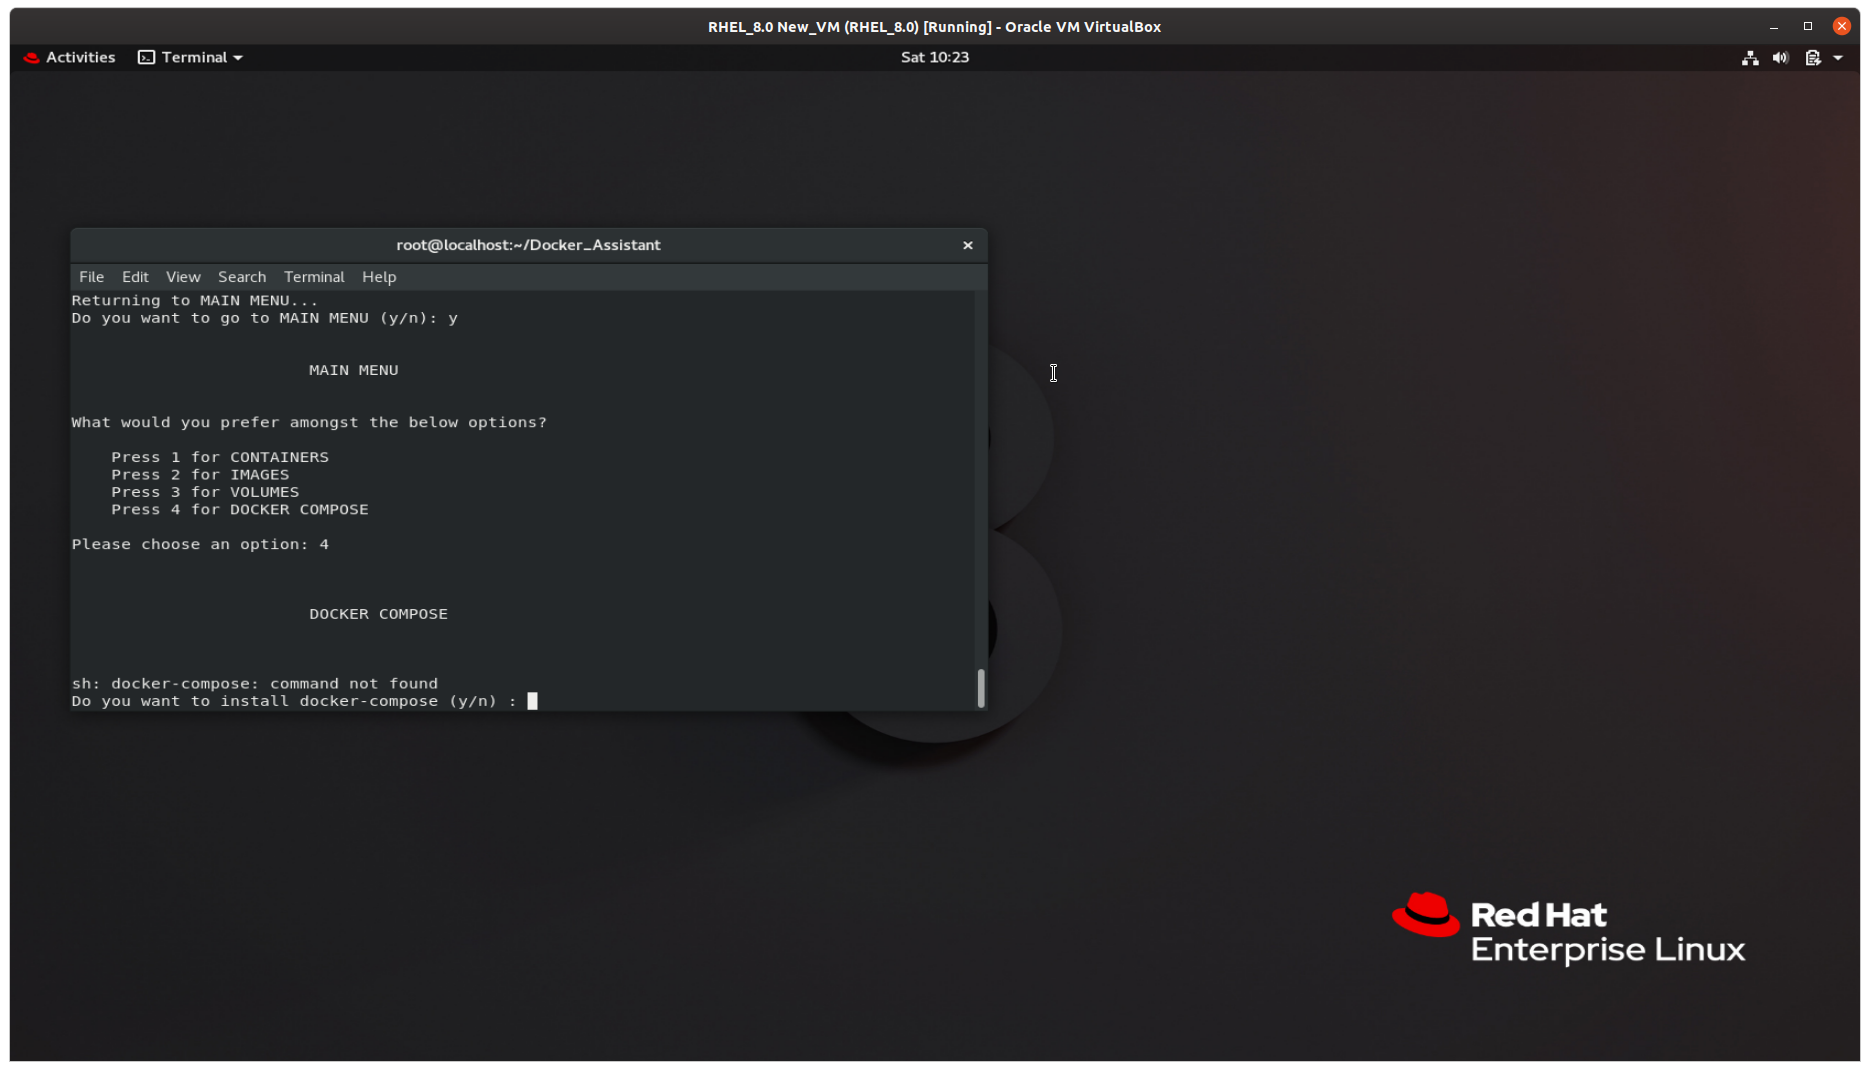 RHEL_8.0 New_VM (RHEL_8.0) [Running] - Oracle VM VirtualBox
Activities Terminal Sat 10:23
root@localhost:~/Docker_Assistant
File Edit View Search Terminal Help
Returning to MAIN MENU...
Do you want to go to MAIN MENU (y/n): y
MAIN MENU
What would you prefer amongst the below options?
Press 1 for CONTAINERS
Press 2 for IMAGES
Press 3 for VOLUMES
Press 4 for DOCKER COMPOSE
Please choose an option: 4
DOCKER COMPOSE
sh: docker-compose: command not found
Do you want to install docker-compose (y/n) :
Red Hat
Enterprise Linux